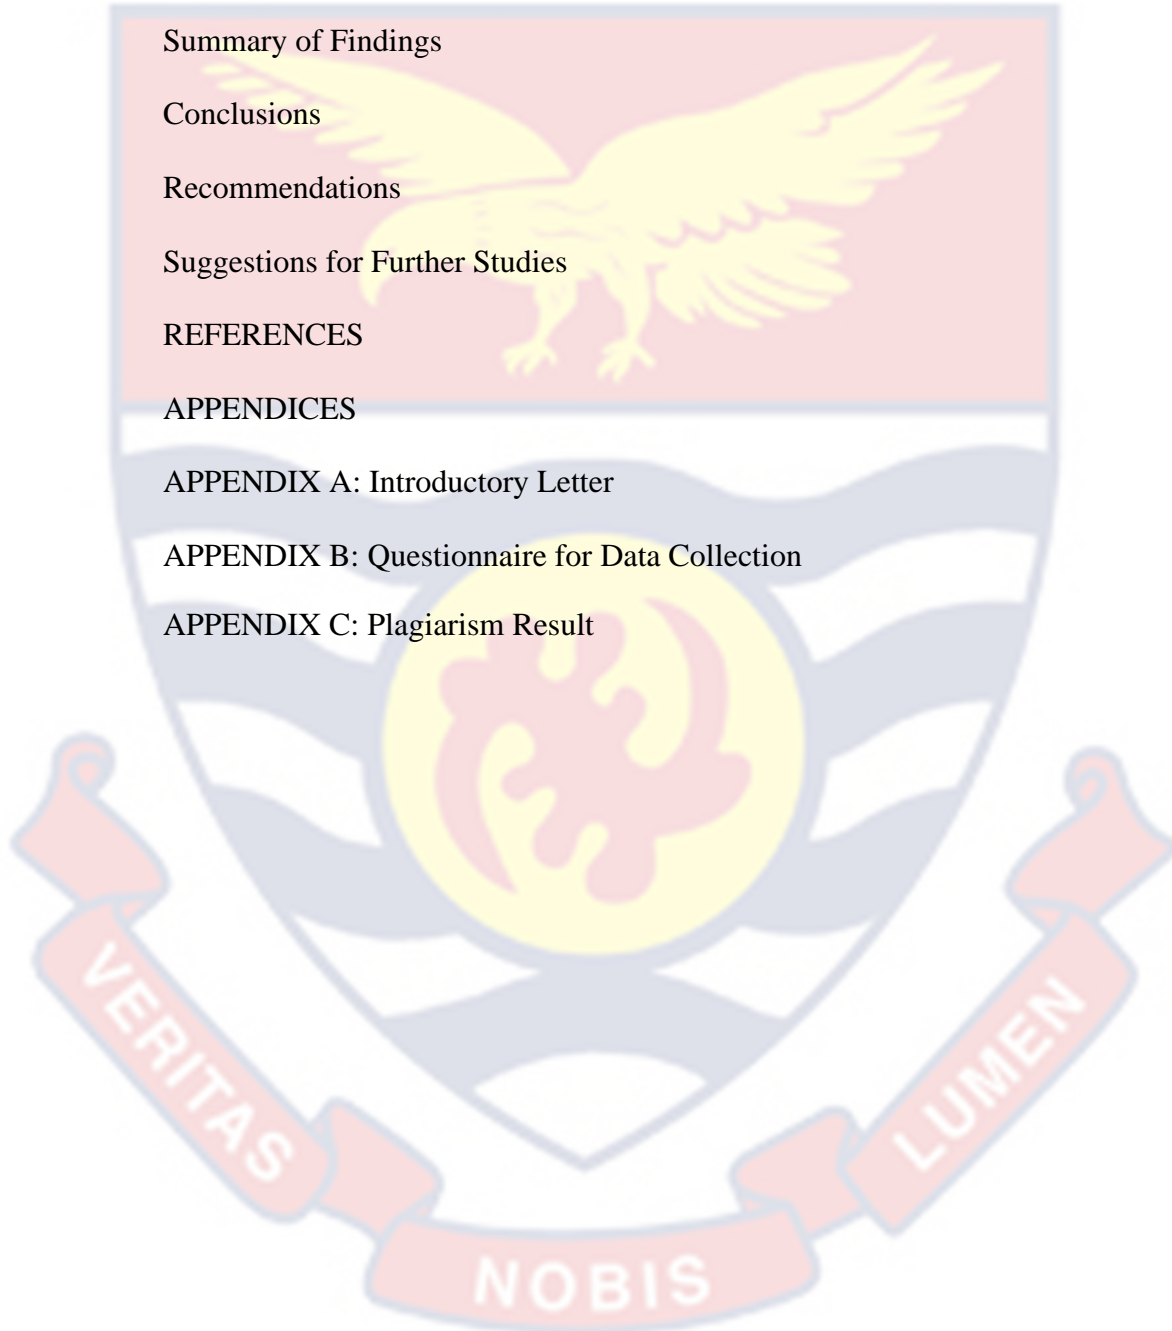 Summary of Findings
Conclusions
Recommendations
Suggestions for Further Studies
REFERENCES
APPENDICES
APPENDIX A: Introductory Letter
APPENDIX B: Questionnaire for Data Collection
APPENDIX C: Plagiarism Result
VERITAS
NOBIS
LUMEN